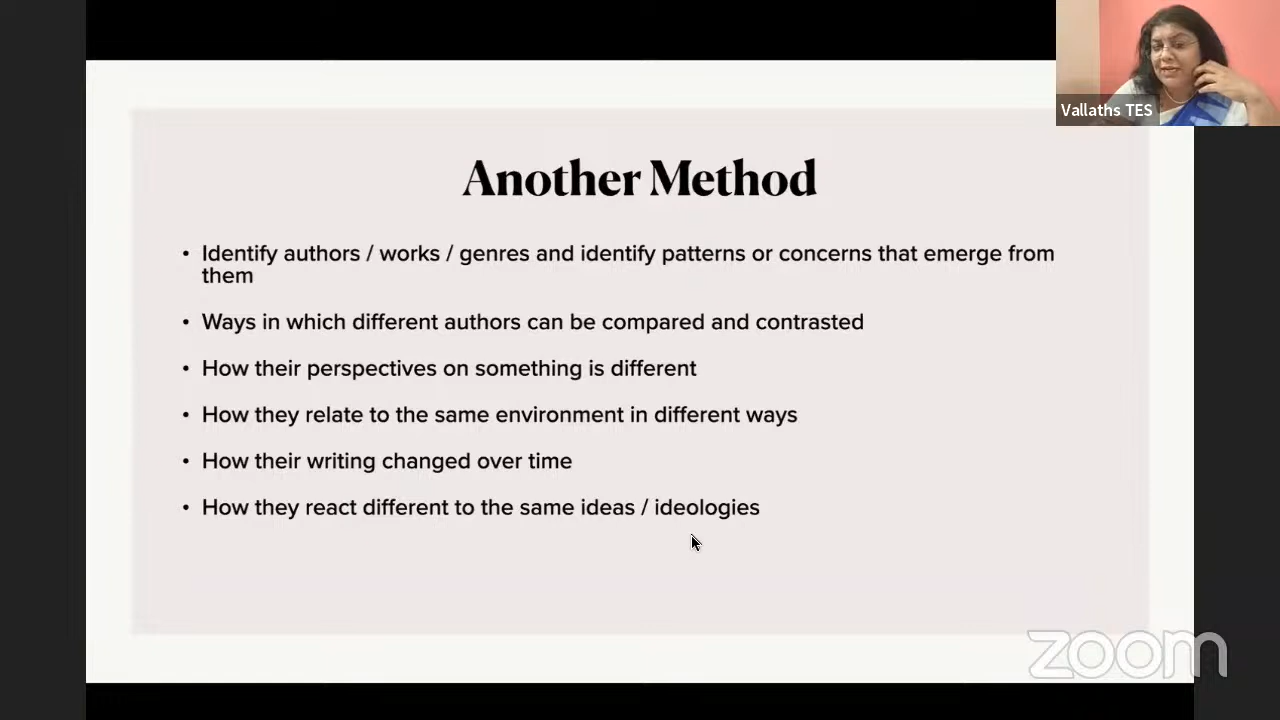 Vallaths TES
Another Method
• Identify authors / works / genres and identify patterns or concerns that emerge from
them
• Ways in which different authors can be compared and contrasted
• How their perspectives on something is different
• How they relate to the same environment in different ways
• How their writing changed over time
• How they react different to the same ideas / ideologies
zoom